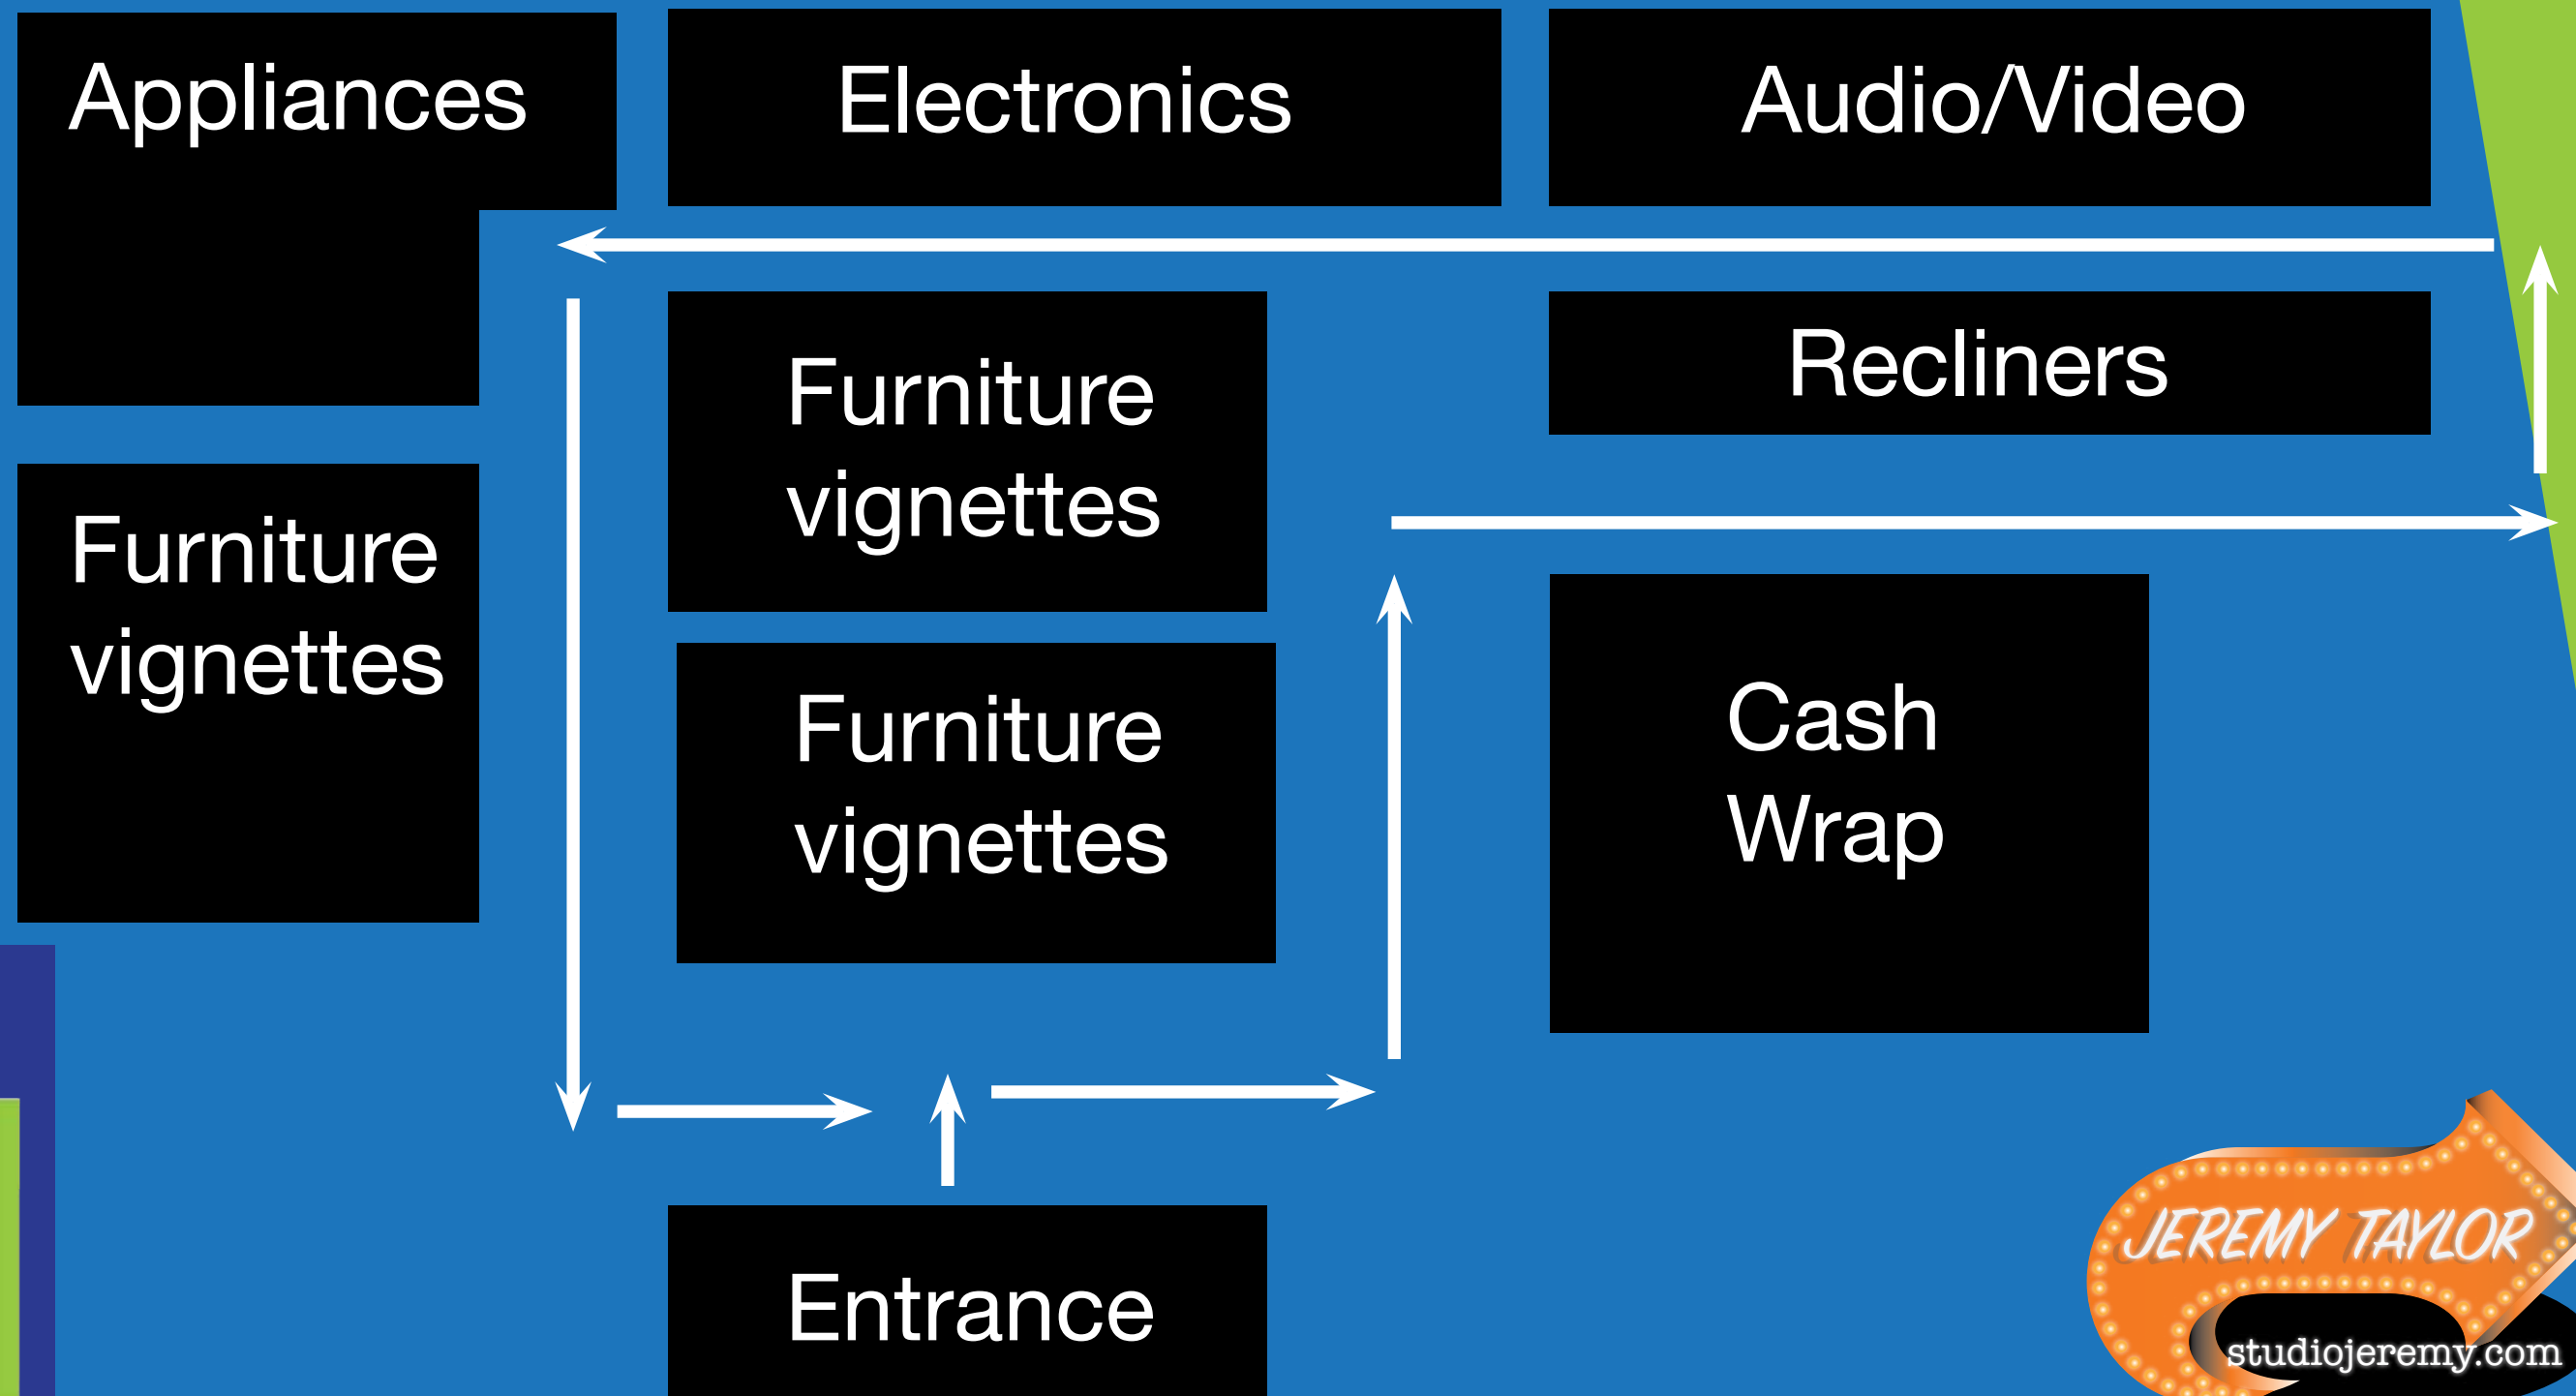 Appliances
Electronics
Audio/Video
Furniture
vignettes
Recliners
Furniture
vignettes
Furniture
vignettes
Cash
Wrap
Entrance
JEREMY TAYLOR
studiojeremy.com